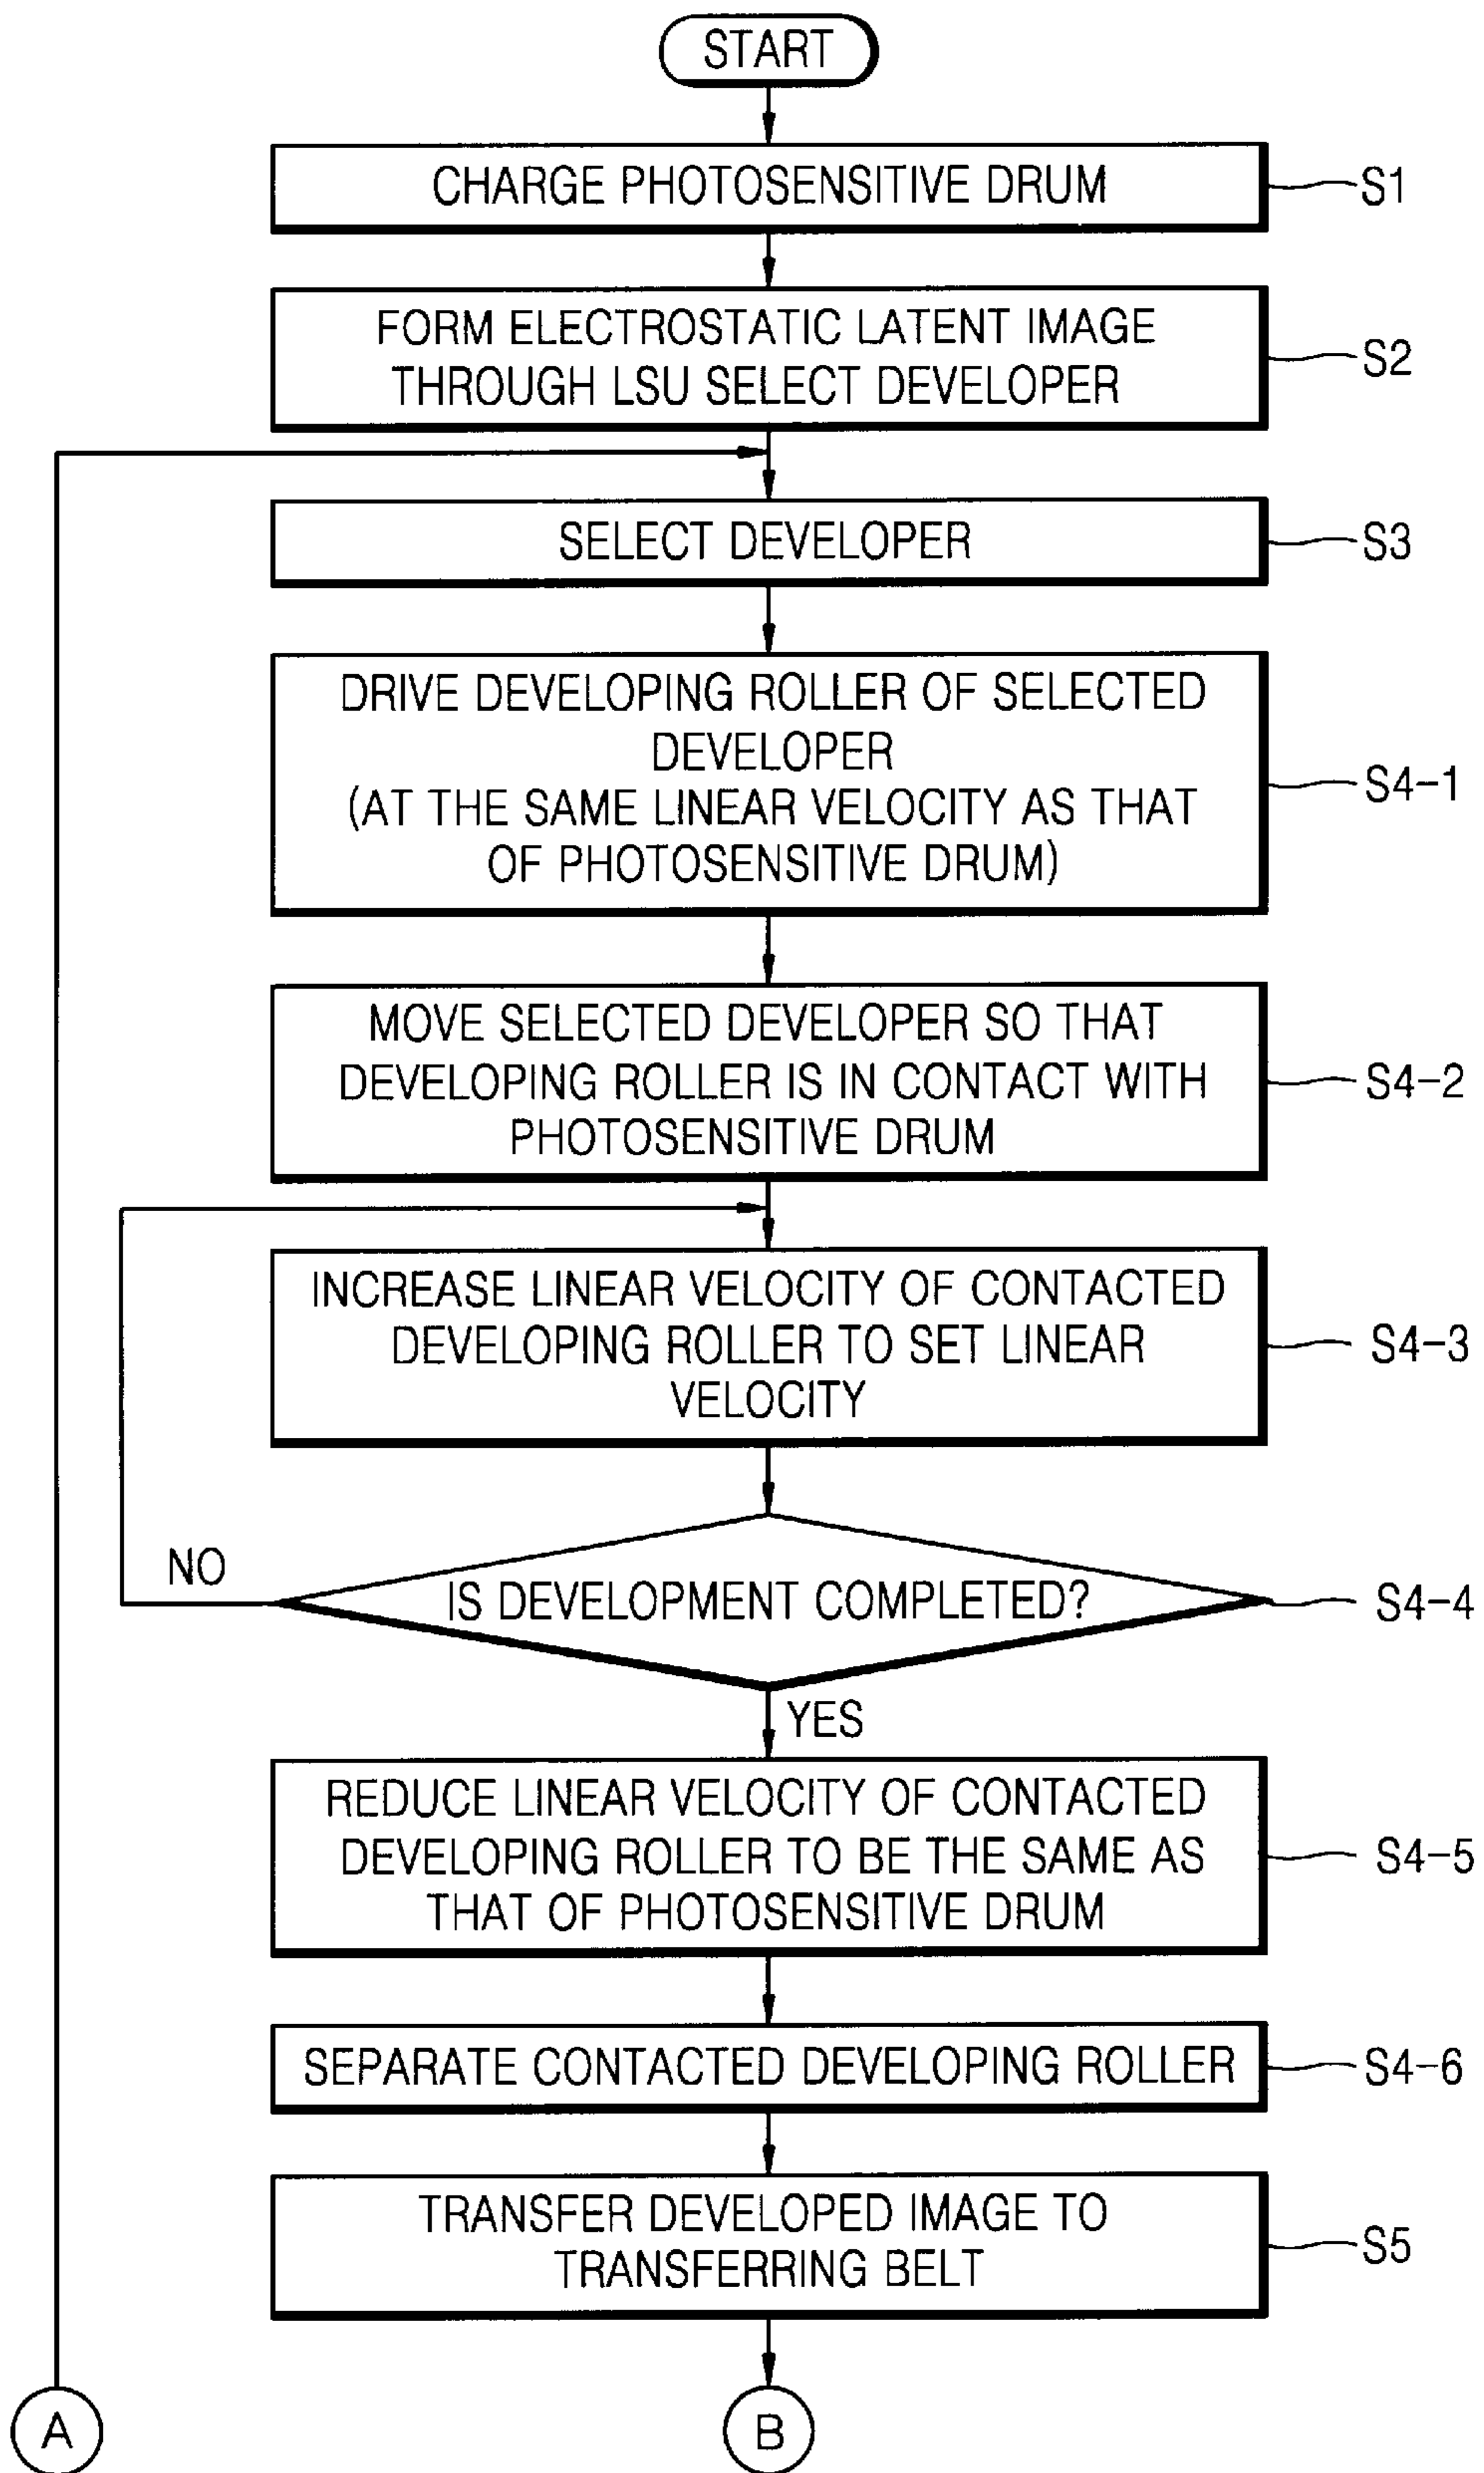 START
CHARGE PHOTOSENSITIVE DRUM
S1
FORM ELECTROSTATIC LATENT IMAGE
THROUGH LSU SELECT DEVELOPER
S2
SELECT DEVELOPER
S3
DRIVE DEVELOPING ROLLER OF SELECTED
DEVELOPER
(AT THE SAME LINEAR VELOCITY AS THAT
OF PHOTOSENSITIVE DRUM)
S4-1
MOVE SELECTED DEVELOPER SO THAT
DEVELOPING ROLLER IS IN CONTACT WITH
PHOTOSENSITIVE DRUM
S4-2
INCREASE LINEAR VELOCITY OF CONTACTED
DEVELOPING ROLLER TO SET LINEAR
VELOCITY
S4-3
NO
IS DEVELOPMENT COMPLETED?
S4-4
YES
REDUCE LINEAR VELOCITY OF CONTACTED
DEVELOPING ROLLER TO BE THE SAME AS
THAT OF PHOTOSENSITIVE DRUM
S4-5
SEPARATE CONTACTED DEVELOPING ROLLER
S4-6
TRANSFER DEVELOPED IMAGE TO
TRANSFERRING BELT
S5
A
B